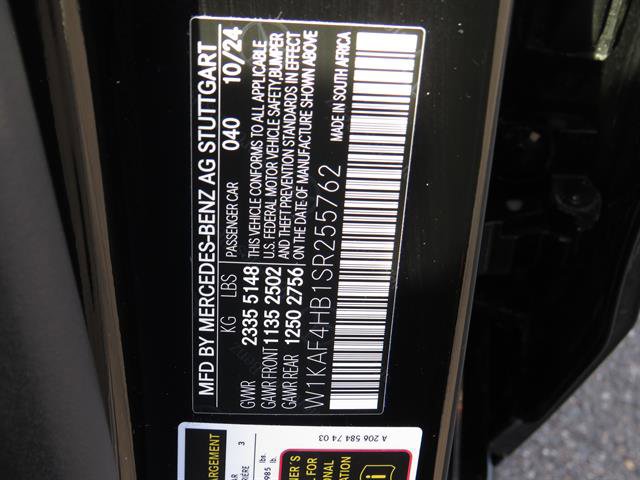 MFD BY MERCEDES-BENZ AG STUTTGART
KG LBS PASSENGER CAR 040 10/24
GVWR 2335 5148
GAWR FRONT 1135 2502
GAWR REAR 1250 2756
THIS VEHICLE CONFORMS TO ALL APPLICABLE
U.S. FEDERAL MOTOR VEHICLE SAFETY,BUMPER
AND THEFT PREVENTION STANDARDS IN EFFECT
ON THE DATE OF MANUFACTURE SHOWN ABOVE
W1KAF4HB1SR255762
MADE IN SOUTH AFRICA
A 206 584 74 03
3
lb.